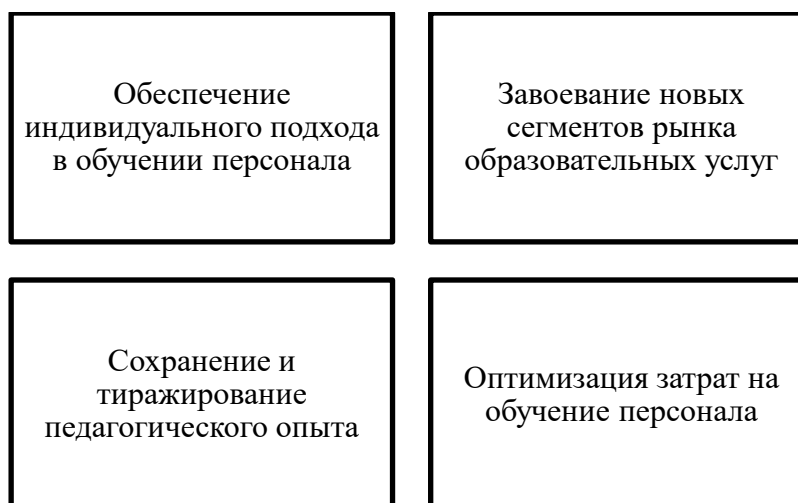 Обеспечение
индивидуального подхода
в обучении персонала
Завоевание новых
сегментов рынка
образовательных услуг
Сохранение и
тиражирование
педагогического опыта
Оптимизация затрат на
обучение персонала